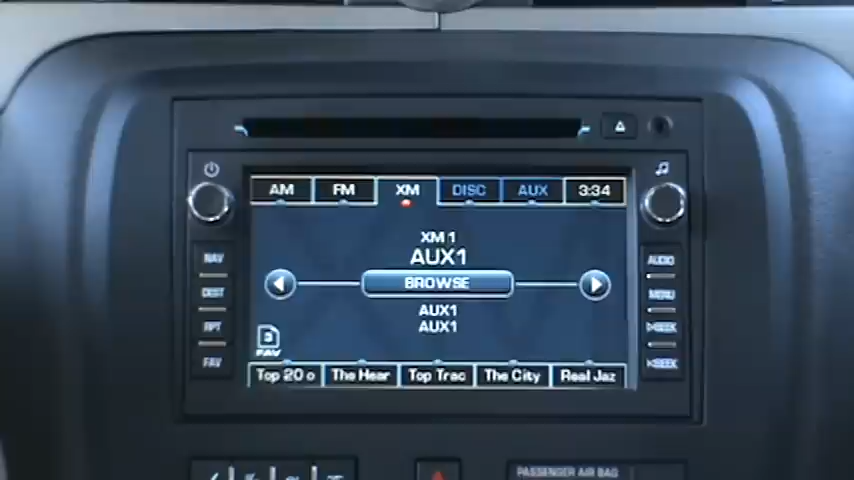 AM FM XM DISC AUX 3:34
XM 1
AUX1
BROWSE
AUX1
AUX1
3
FAV
Top 20 o The Hear Top Trac The City Real Jaz
NAV
DEST
RPT
FAV
AUDIO
MENU
SEEK
SEEK
PASSENGER AIR BAG